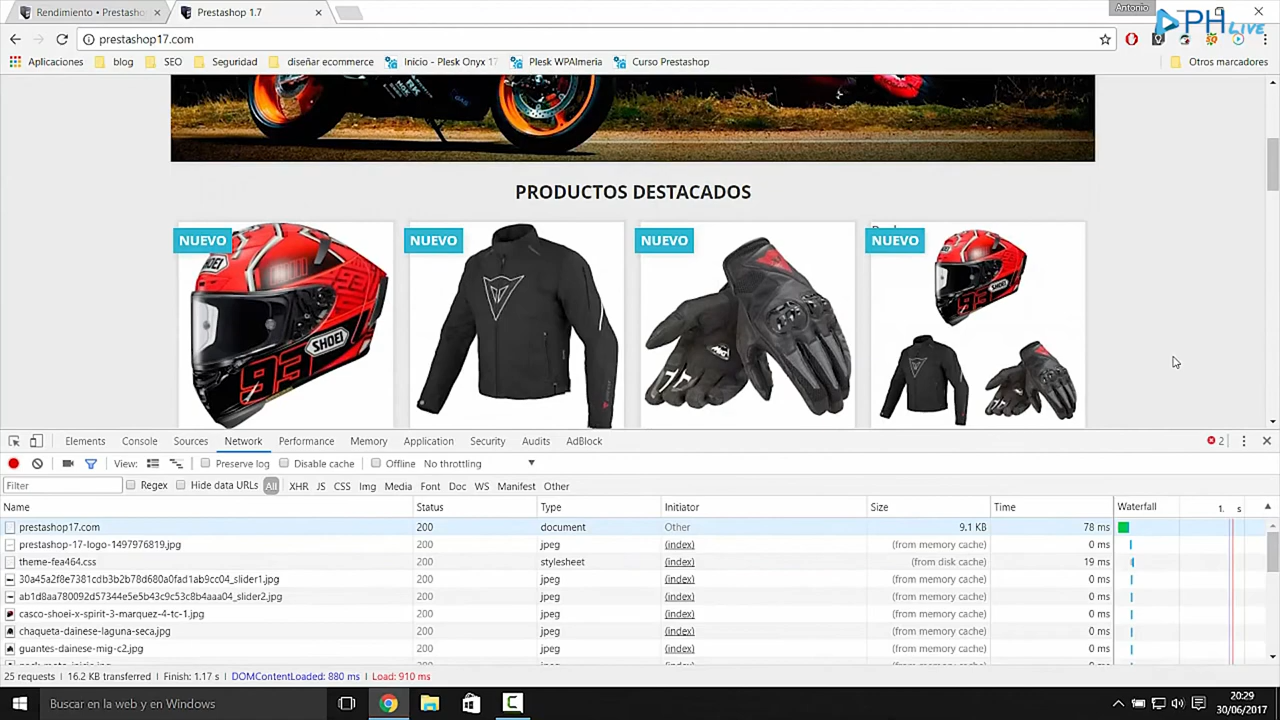 Rendimiento • Prestasho
Prestashop 1.7
Antonio
PH LIVE
prestashop17.com
Aplicaciones
blog
SEO
Seguridad
diseñar ecommerce
Inicio - Plesk Onyx 17
Plesk WPAlmeria
Curso Prestashop
Otros marcadores
PRODUCTOS DESTACADOS
NUEVO
NUEVO
NUEVO
NUEVO
SHOEI
93
SHOEI
93
Elements Console Sources Network Performance Memory Application Security Audits AdBlock
2
View: Preserve log Disable cache Offline No throttling
Filter Regex Hide data URLs All XHR JS CSS Img Media Font Doc WS Manifest Other
Name Status Type Initiator Size Time Waterfall 1. s
prestashop17.com 200 document Other 9.1 KB 78 ms
prestashop-17-logo-1497976819.jpg 200 jpeg (index) (from memory cache) 0 ms
theme-fea464.css 200 stylesheet (index) (from disk cache) 19 ms
30a45a2f8e7381cdb3b2b78d680a0fad1ab9cc04_slider1.jpg 200 jpeg (index) (from memory cache) 0 ms
ab1d8aa780092d57344e5e5b43c9c53c8b4aaa04_slider2.jpg 200 jpeg (index) (from memory cache) 0 ms
casco-shoei-x-spirit-3-marquez-4-tc-1.jpg 200 jpeg (index) (from memory cache) 0 ms
chaqueta-dainese-laguna-seca.jpg 200 jpeg (index) (from memory cache) 0 ms
guantes-dainese-mig-c2.jpg 200 jpeg (index) (from memory cache) 0 ms
25 requests | 16.2 KB transferred | Finish: 1.17 s | DOMContentLoaded: 880 ms | Load: 910 ms
Buscar en la web y en Windows
20:29
30/06/2017